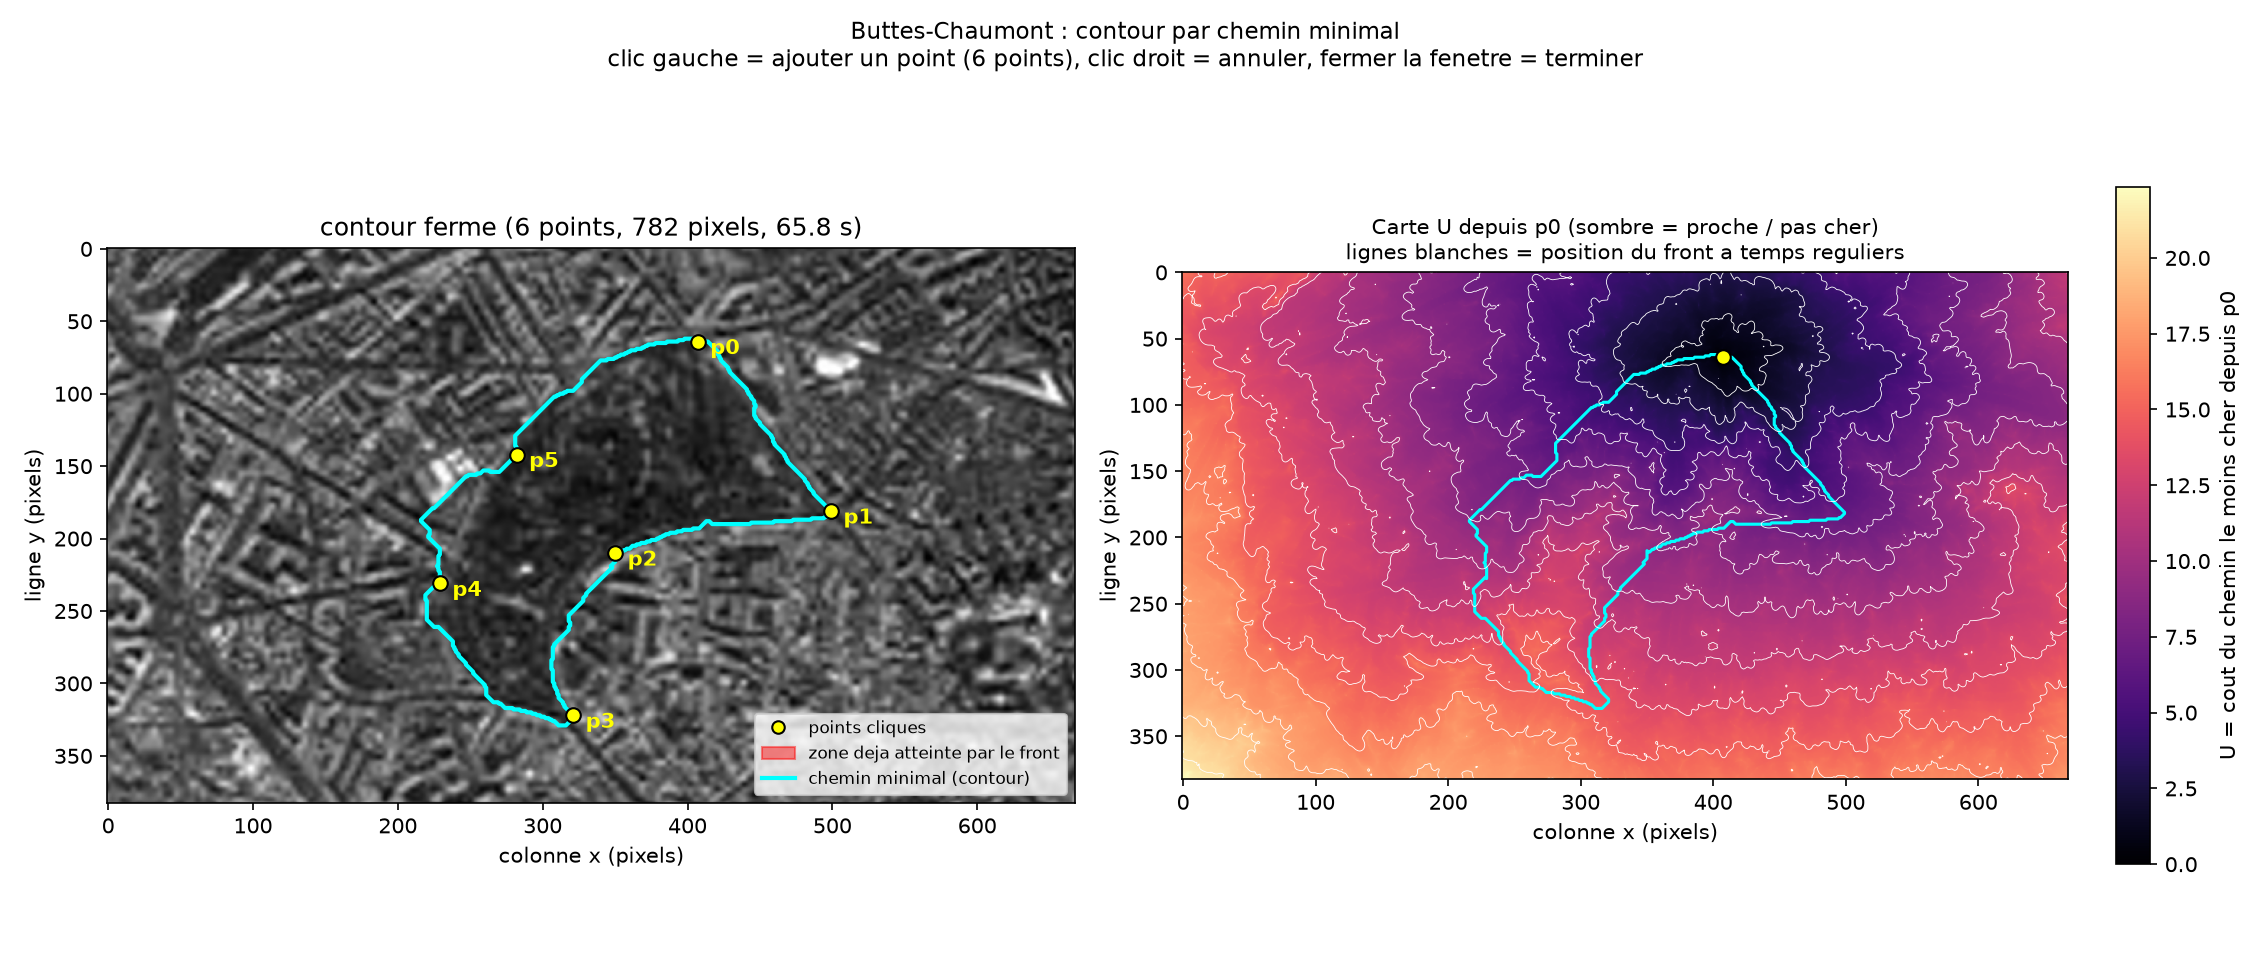 Buttes-Chaumont : contour par chemin minimal
clic gauche = ajouter un point (6 points), clic droit = annuler, fermer la fenetre = terminer
contour ferme (6 points, 782 pixels, 65.8 s)
0
50
100
150
200
250
300
350
ligne y (pixels)
p0
p1
p2
p3
p4
p5
points cliques
zone deja atteinte par le front
chemin minimal (contour)
0
100
200
300
400
500
600
colonne x (pixels)
Carte U depuis p0 (sombre = proche / pas cher)
lignes blanches = position du front a temps reguliers
0
50
100
150
200
250
300
350
ligne y (pixels)
0
100
200
300
400
500
600
colonne x (pixels)
20.0
17.5
15.0
12.5
10.0
7.5
5.0
2.5
0.0
U = cout du chemin le moins cher depuis p0